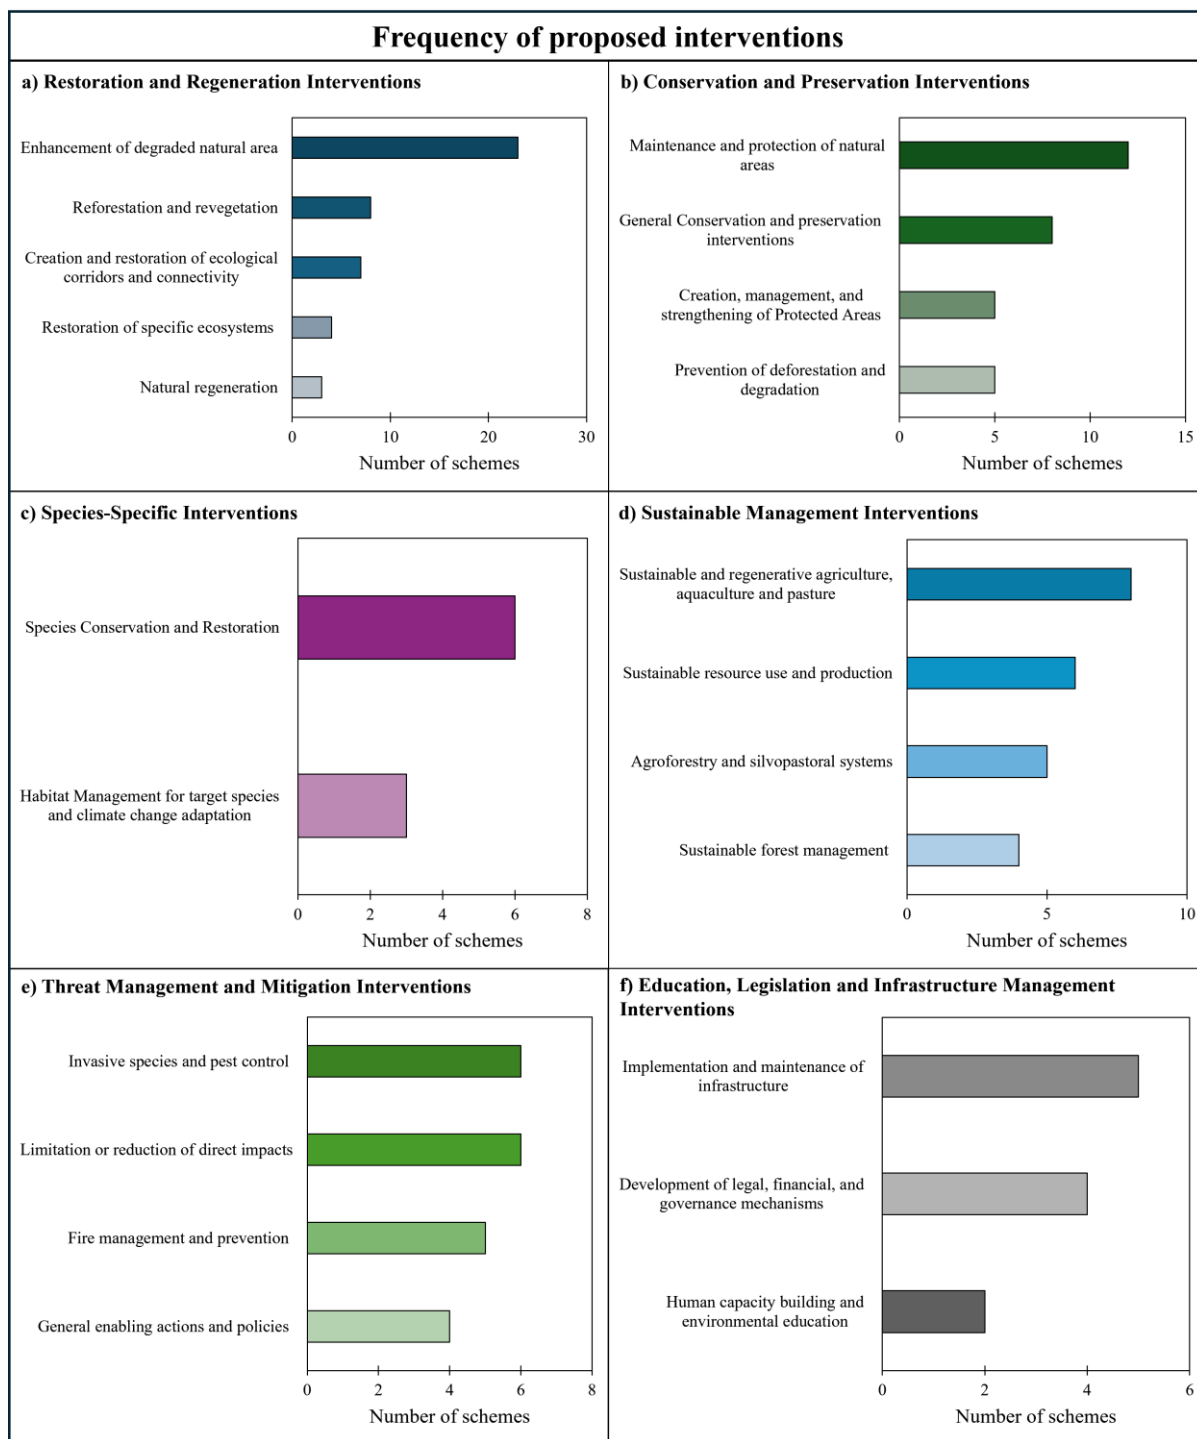 Frequency of proposed interventions
a) Restoration and Regeneration Interventions
Enhancement of degraded natural area
Reforestation and revegetation
Creation and restoration of ecological
corridors and connectivity
Restoration of specific ecosystems
Natural regeneration
0 10 20 30
Number of schemes
b) Conservation and Preservation Interventions
Maintenance and protection of natural
areas
General Conservation and preservation
interventions
Creation, management, and
strengthening of Protected Areas
Prevention of deforestation and
degradation
0 5 10 15
Number of schemes
c) Species-Specific Interventions
Species Conservation and Restoration
Habitat Management for target species
and climate change adaptation
0 2 4 6 8
Number of schemes
d) Sustainable Management Interventions
Sustainable and regenerative agriculture,
aquaculture and pasture
Sustainable resource use and production
Agroforestry and silvopastoral systems
Sustainable forest management
0 5 10
Number of schemes
e) Threat Management and Mitigation Interventions
Invasive species and pest control
Limitation or reduction of direct impacts
Fire management and prevention
General enabling actions and policies
0 2 4 6 8
Number of schemes
f) Education, Legislation and Infrastructure Management
Interventions
Implementation and maintenance of
infrastructure
Development of legal, financial, and
governance mechanisms
Human capacity building and
environmental education
0 2 4 6
Number of schemes